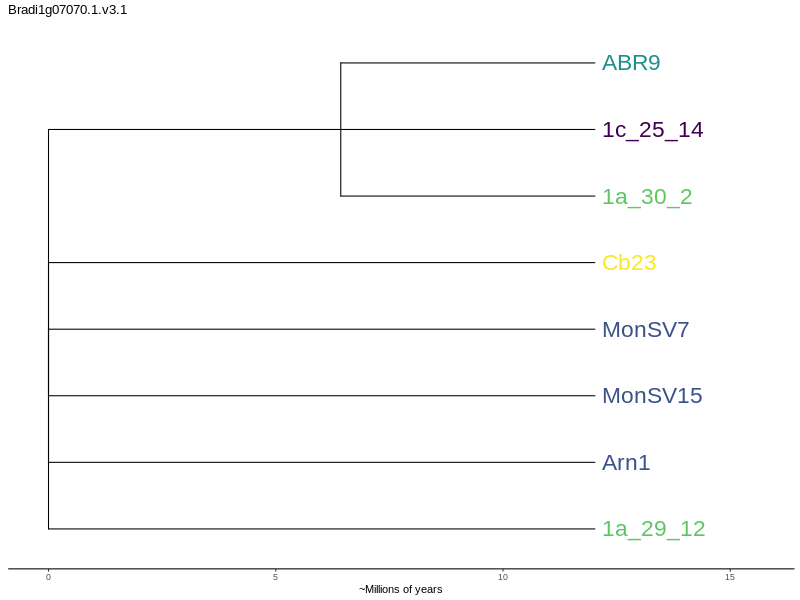 Bradi1g07070.1.v3.1
ABR9
1c_25_14
1a_30_2
Cb23
MonSV7
MonSV15
Arn1
1a_29_12
0 5 10 15
~Millions of years